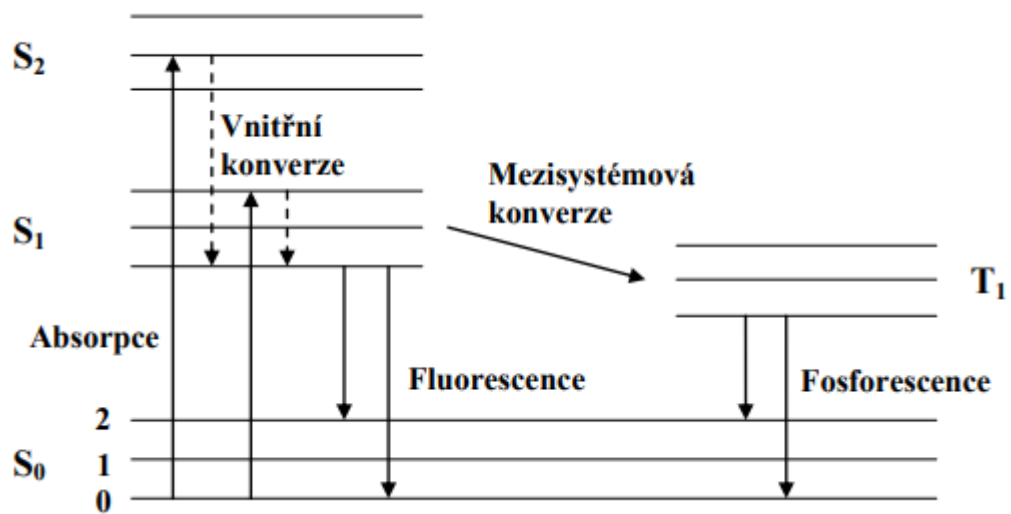 S₂
Vnitřní
konverze
Mezisystémová
konverze
S₁
T₁
Absorpce
Fluorescence
Fosforescence
2
S₀
1
0